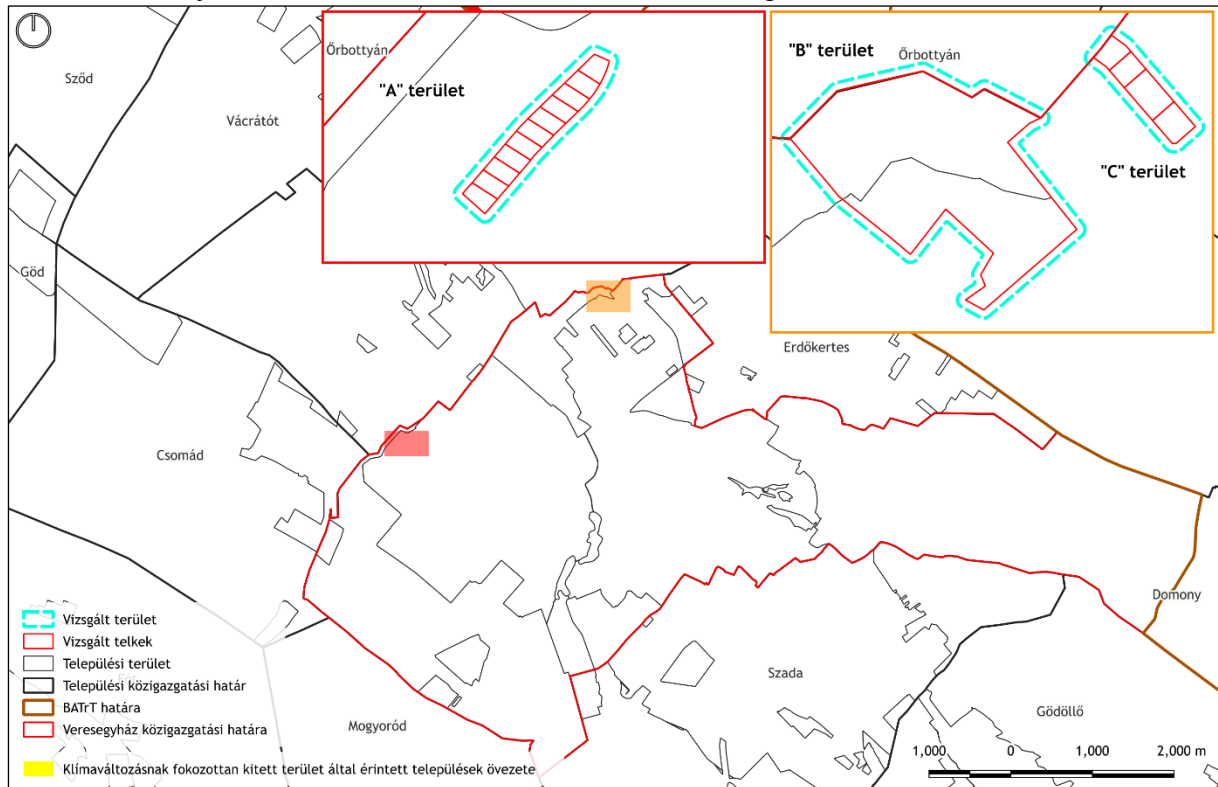 Őrbottyán
"A" terület
"B" terület
Őrbottyán
"C" terület
Sződ
Vácrátót
Göd
Erdőkertes
Csomád
Domony
Szada
Mogyoród
Gödöllő
Vizsgált terület
Vizsgált telkek
Települési terület
Települési közigazgatási határ
BATrT határa
Veresegyház közigazgatási határa
Klímaváltozásnak fokozottan kitett terület által érintett települések övezete
1,000 0 1,000 2,000 m